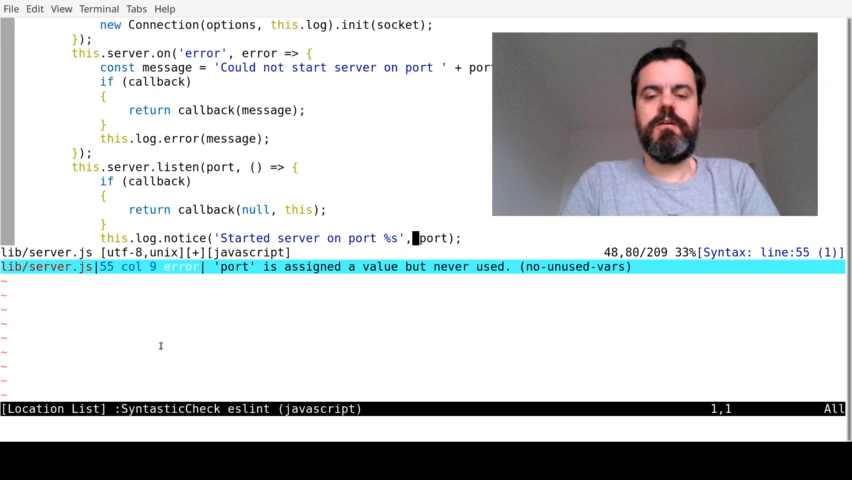 File Edit View Terminal Tabs Help
new Connection(options, this.log).init(socket);
});
this.server.on('error', error => {
const message = 'Could not start server on port ' + port
if (callback)
{
return callback(message);
}
this.log.error(message);
});
this.server.listen(port, () => {
if (callback)
{
return callback(null, this);
}
this.log.notice('Started server on port %s', port);
lib/server.js [utf-8,unix][+][javascript] 48,80/209 33%[Syntax: line:55 (1)]
lib/server.js|55 col 9 error| 'port' is assigned a value but never used. (no-unused-vars)
~
~
~
~
~
~
~
~
~
[Location List] :SyntasticCheck eslint (javascript) 1,1 All